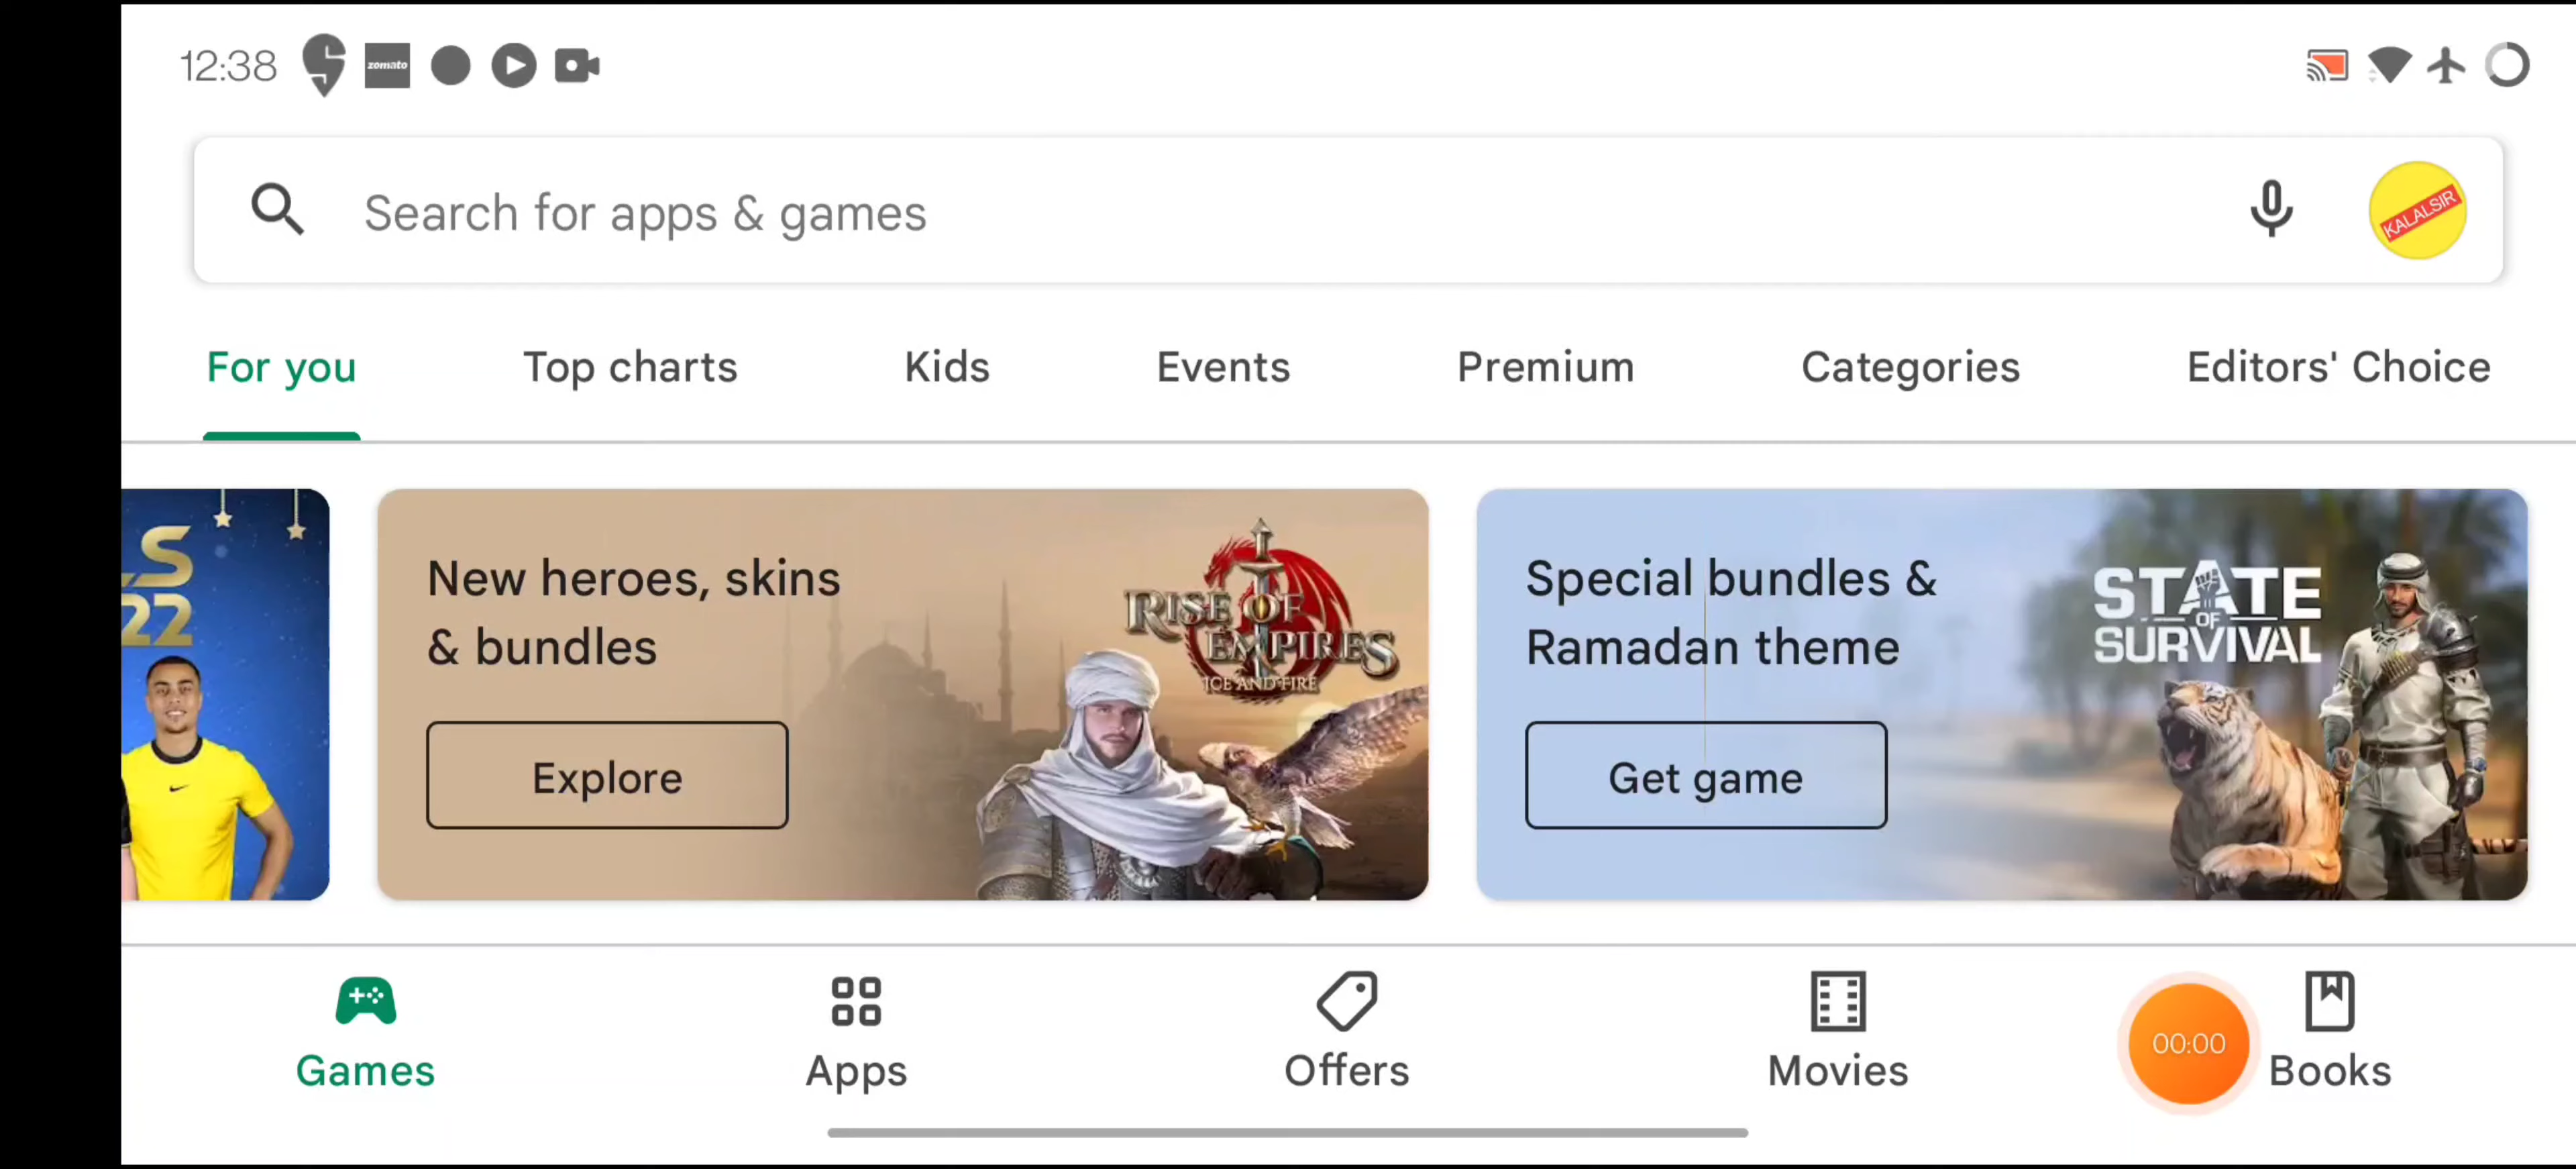 12:38
zomato
Search for apps & games
KALALSIR
For you
Top charts
Kids
Events
Premium
Categories
Editors' Choice
LS
22
New heroes, skins
& bundles
Explore
RISE OF
EMPIRES
ICE AND FIRE
Special bundles &
Ramadan theme
Get game
STATE
OF
SURVIVAL
Games
Apps
Offers
Movies
00:00
Books